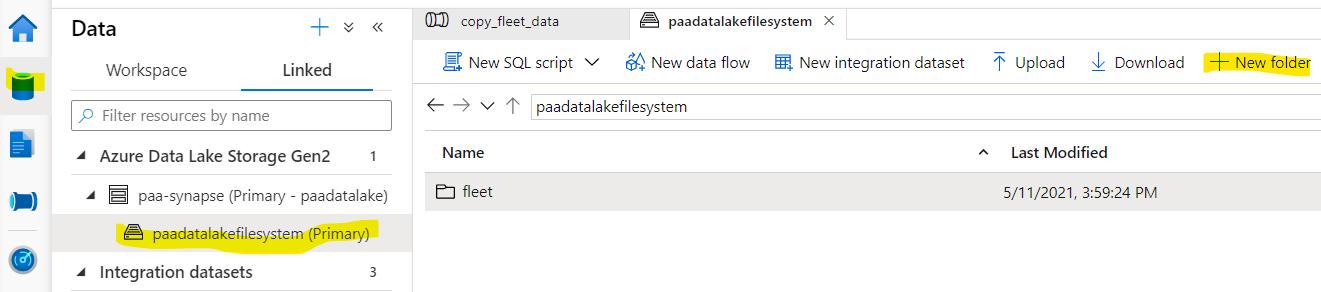 Data
Workspace
Linked
Filter resources by name
Azure Data Lake Storage Gen2 1
paa-synapse (Primary - paadatalake)
paadatalakefilesystem (Primary)
Integration datasets 3
copy_fleet_data
paadatalakefilesystem
New SQL script
New data flow
New integration dataset
Upload
Download
New folder
paadatalakefilesystem
Name
Last Modified
fleet
5/11/2021, 3:59:24 PM